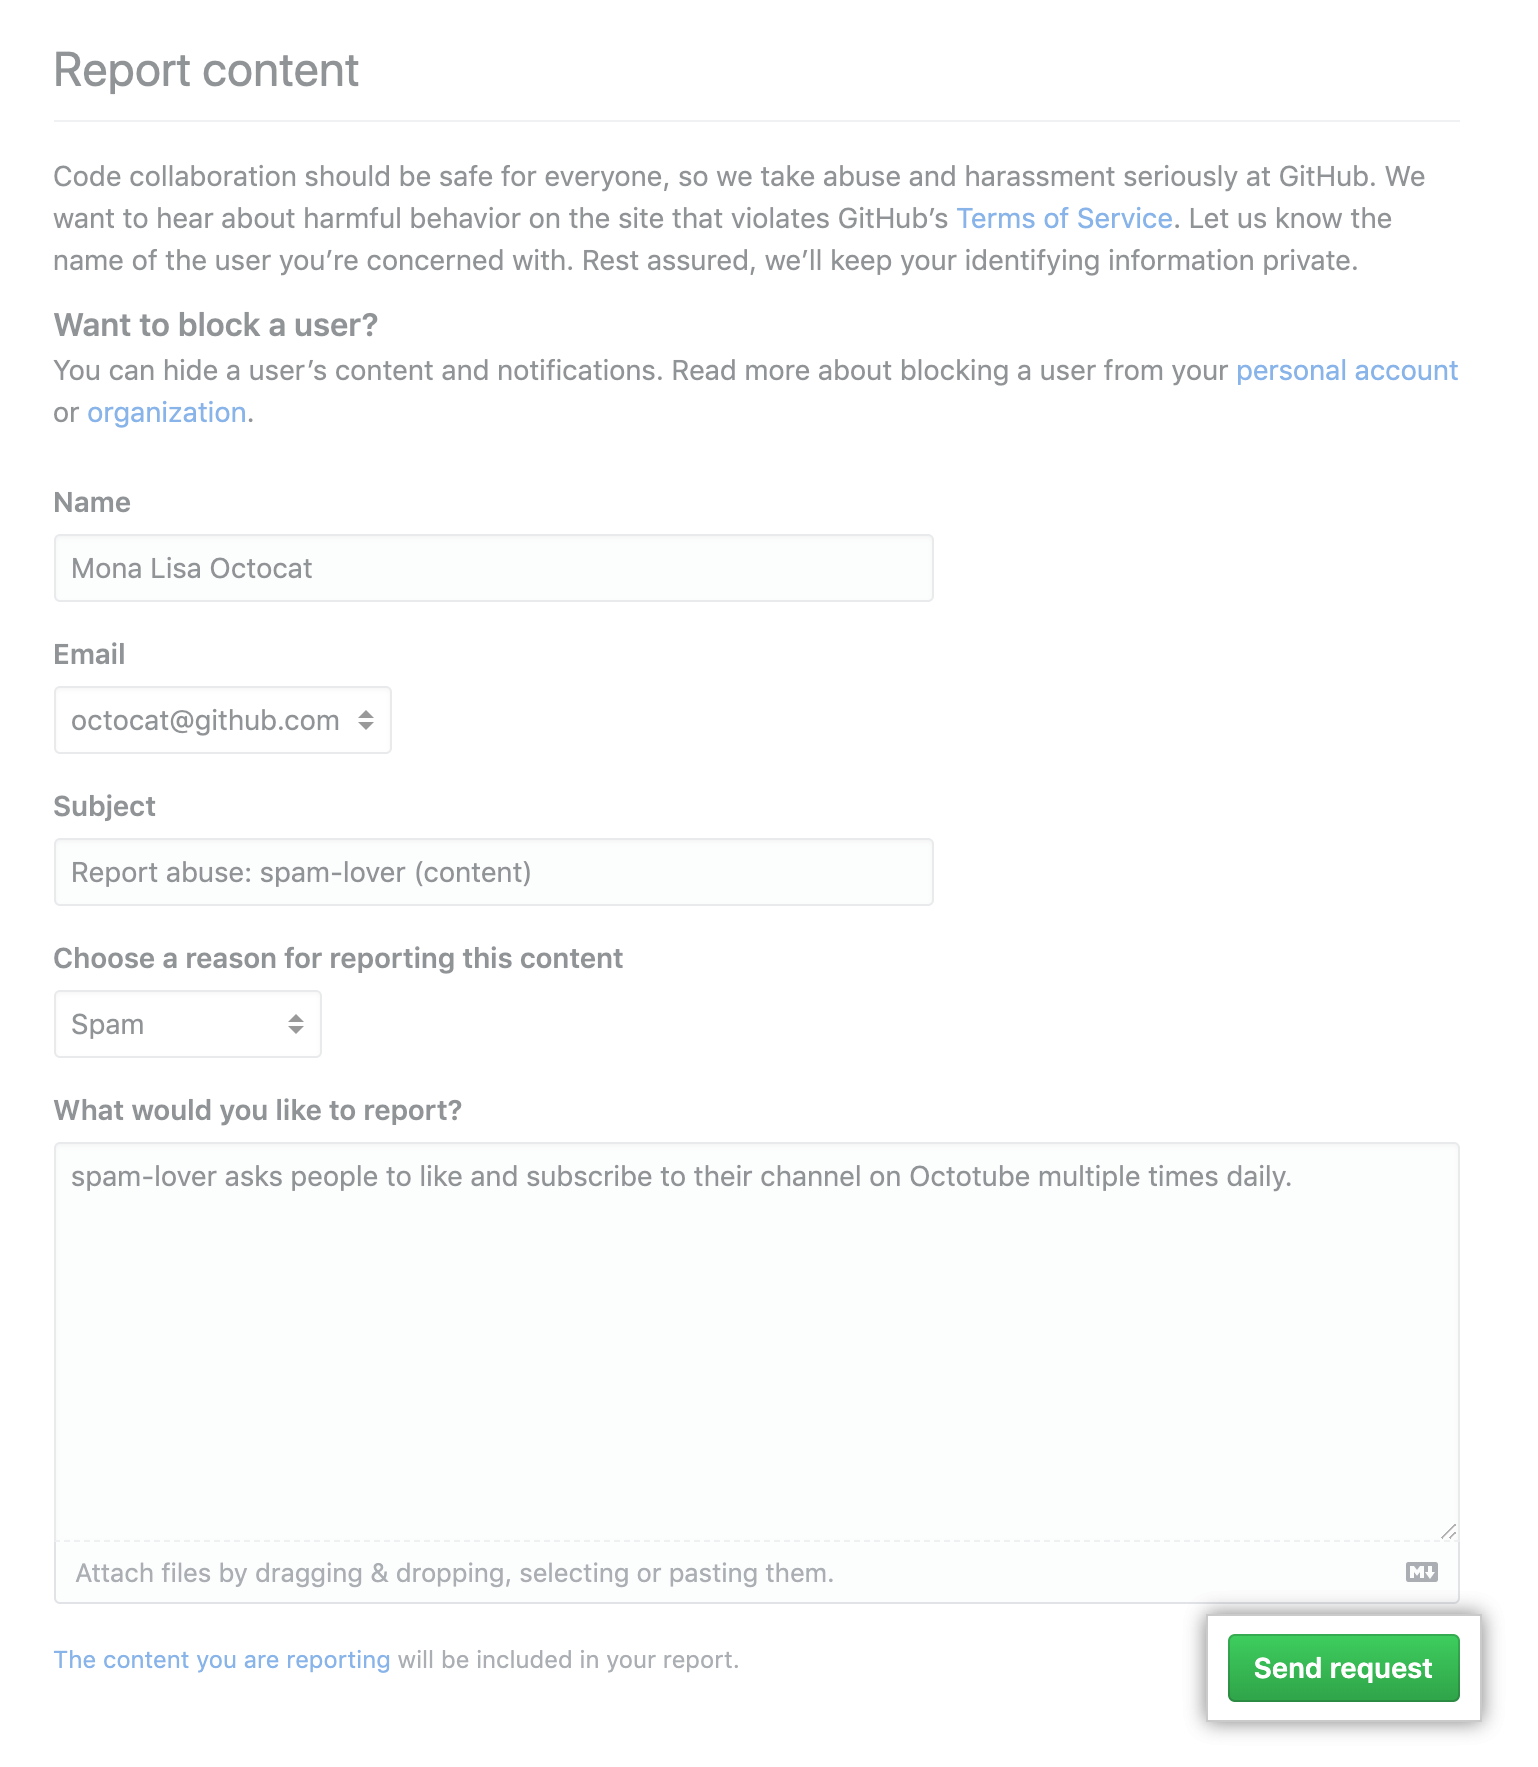 Report content
Code collaboration should be safe for everyone, so we take abuse and harassment seriously at GitHub. We
want to hear about harmful behavior on the site that violates GitHub’s Terms of Service. Let us know the
name of the user you’re concerned with. Rest assured, we’ll keep your identifying information private.
Want to block a user?
You can hide a user’s content and notifications. Read more about blocking a user from your personal account
or organization.
Name
Mona Lisa Octocat
Email
octocat@github.com
Subject
Report abuse: spam-lover (content)
Choose a reason for reporting this content
Spam
What would you like to report?
spam-lover asks people to like and subscribe to their channel on Octotube multiple times daily.
Attach files by dragging & dropping, selecting or pasting them.
M
The content you are reporting will be included in your report.
Send request